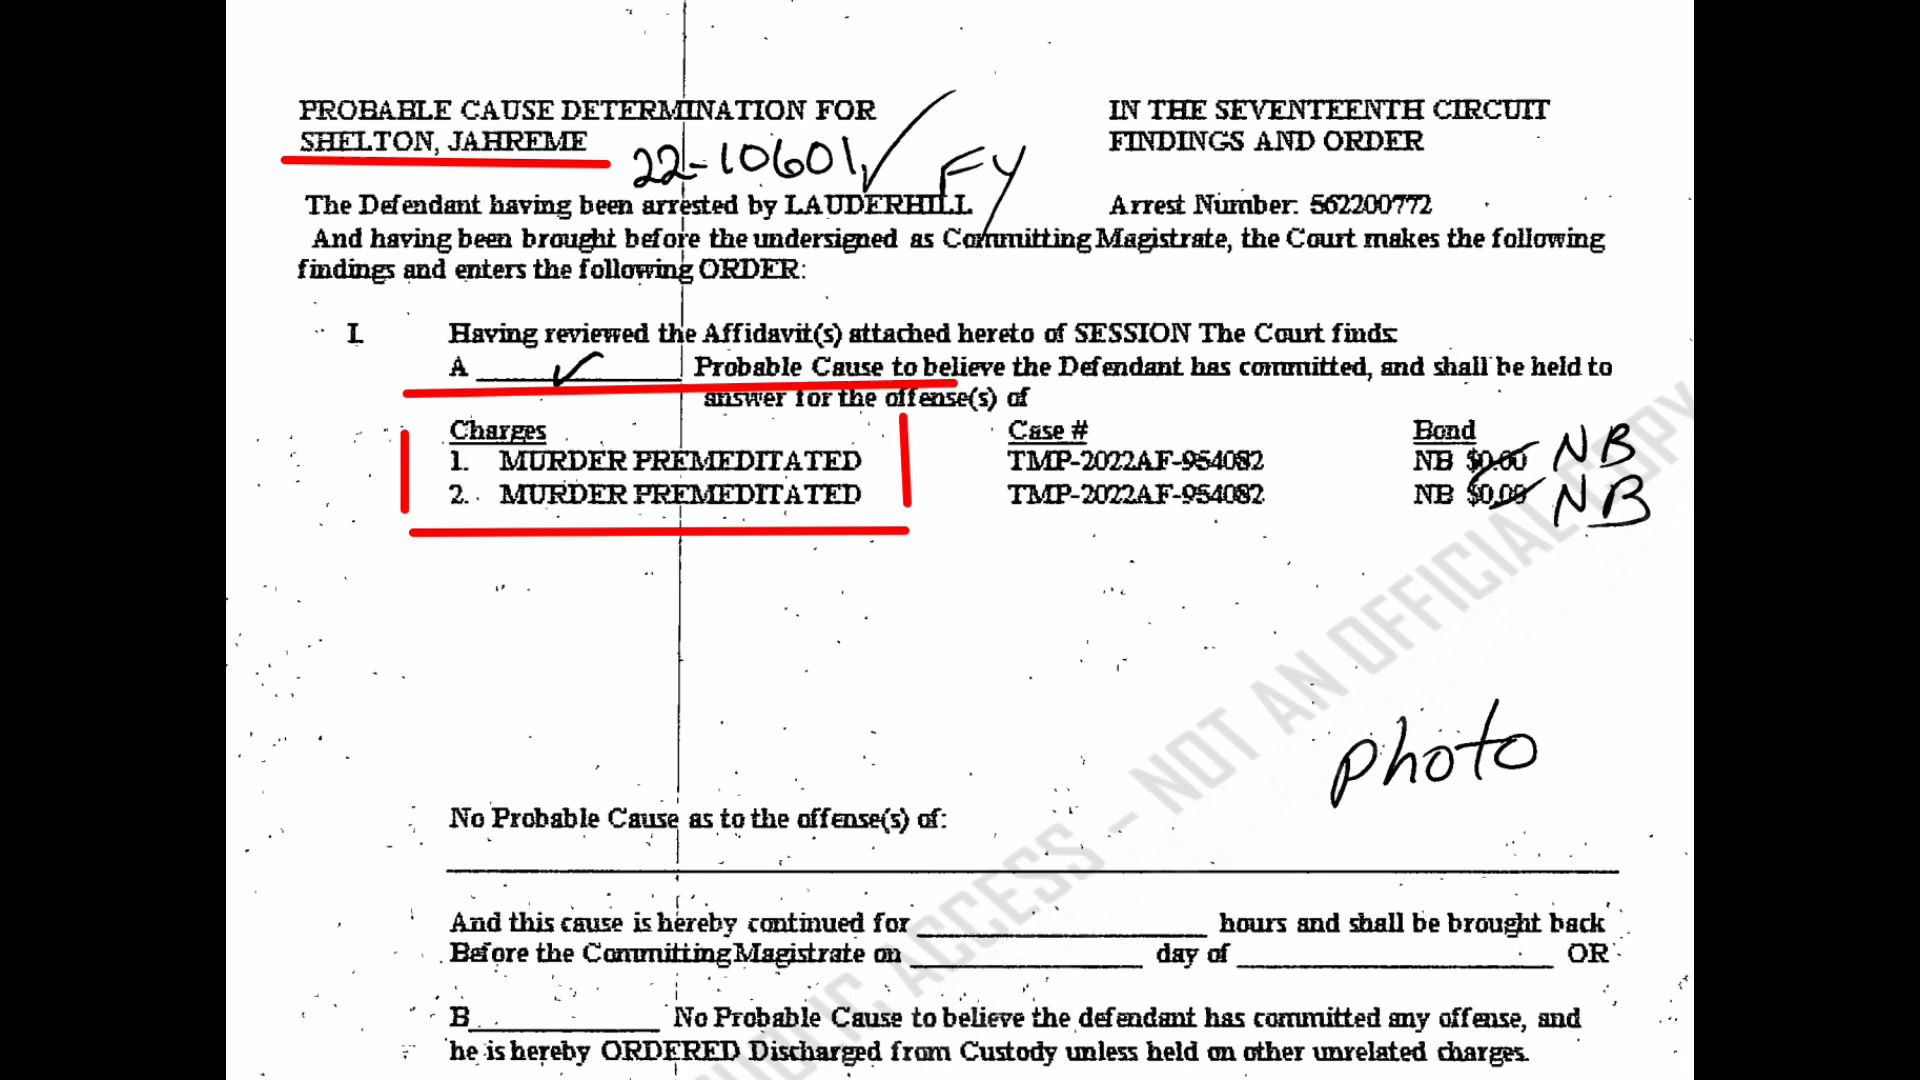 PROBABLE CAUSE DETERMINATION FOR
SHELTON, JAHREME
22-10601
FY
IN THE SEVENTEENTH CIRCUIT
FINDINGS AND ORDER
The Defendant having been arrested by LAUDERHILL
Arrest Number: 562200772
And having been brought before the undersigned as Committing Magistrate, the Court makes the following
findings and enters the following ORDER:
I. Having reviewed the Affidavit(s) attached hereto of SESSION The Court finds:
A ✓ Probable Cause to believe the Defendant has committed, and shall be held to
answer for the offense(s) of
Charges Case # Bond
1. MURDER PREMEDITATED TMP-2022AF-954082 NB $0.00 NB
2. MURDER PREMEDITATED TMP-2022AF-954082 NB $0.00 NB
photo
No Probable Cause as to the offense(s) of:
And this cause is hereby continued for ____ hours and shall be brought back
Before the Committing Magistrate on ____ day of ____ OR
B____ No Probable Cause to believe the defendant has committed any offense, and
he is hereby ORDERED Discharged from Custody unless held on other unrelated charges.
PUBLIC ACCESS - NOT AN OFFICIAL COPY